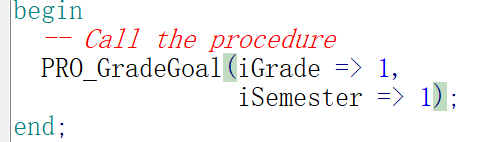 begin
-- Call the procedure
PRO_GradeGoal(iGrade => 1,
iSemester => 1);
end;